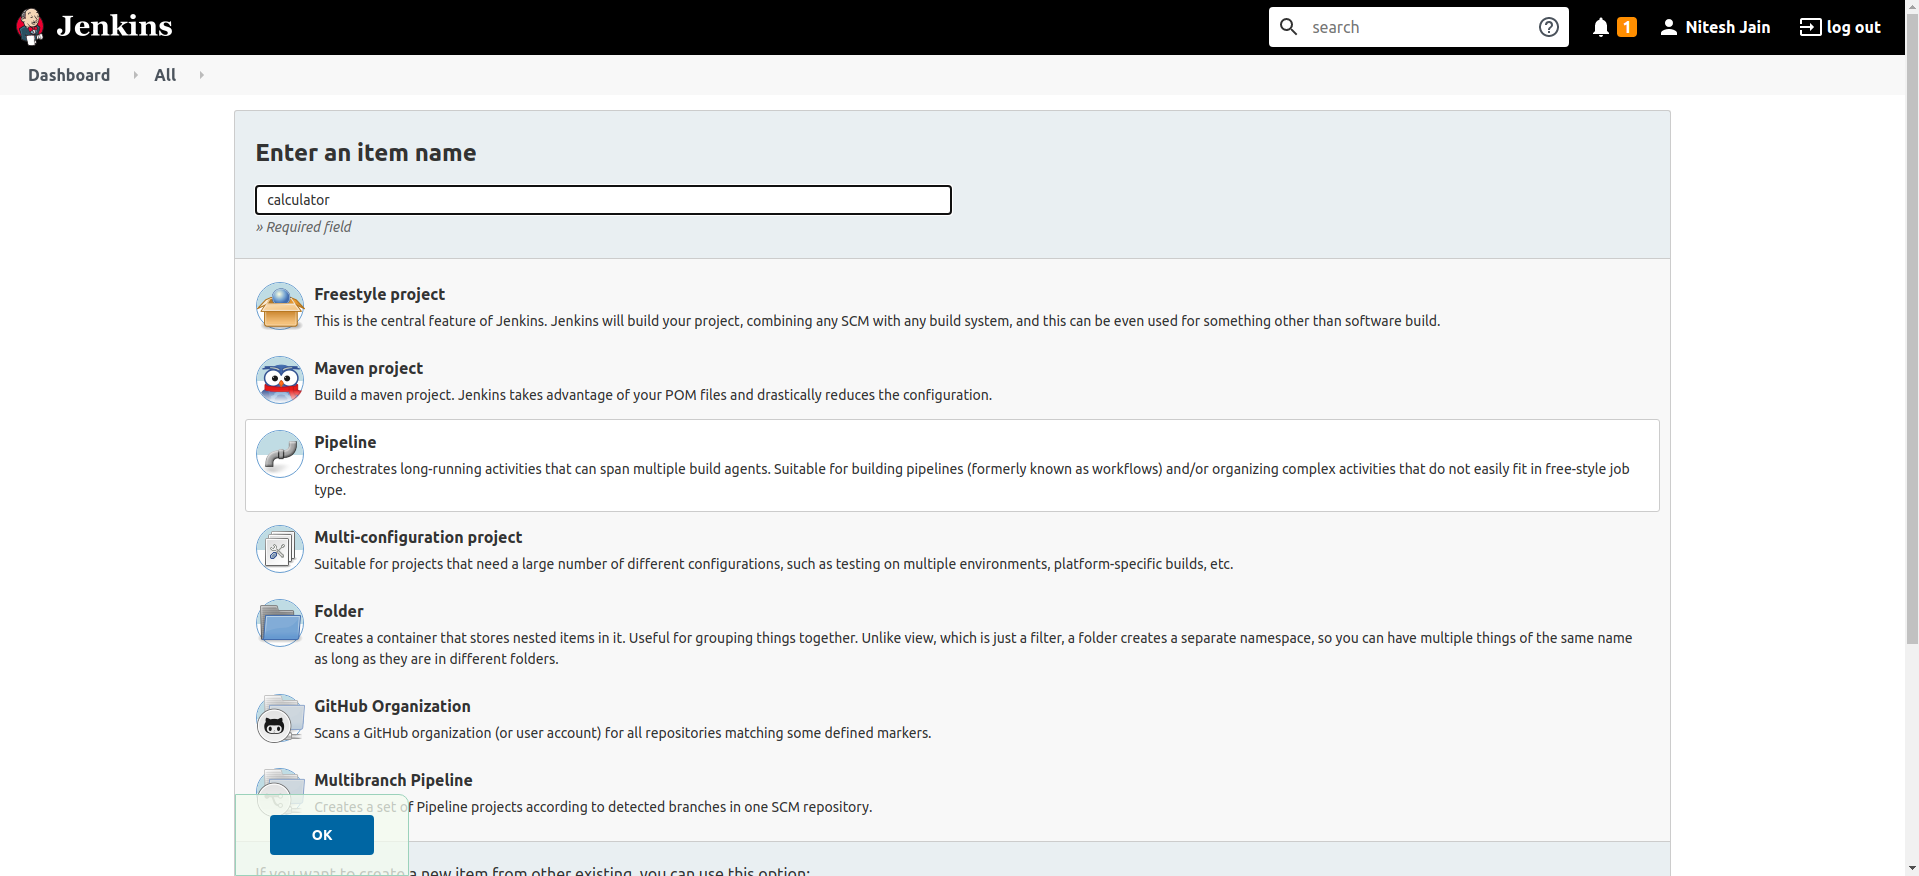 Jenkins
search
1
Nitesh Jain
log out
Dashboard
All
Enter an item name
calculator
» Required field
Freestyle project
This is the central feature of Jenkins. Jenkins will build your project, combining any SCM with any build system, and this can be even used for something other than software build.
Maven project
Build a maven project. Jenkins takes advantage of your POM files and drastically reduces the configuration.
Pipeline
Orchestrates long-running activities that can span multiple build agents. Suitable for building pipelines (formerly known as workflows) and/or organizing complex activities that do not easily fit in free-style job
type.
Multi-configuration project
Suitable for projects that need a large number of different configurations, such as testing on multiple environments, platform-specific builds, etc.
Folder
Creates a container that stores nested items in it. Useful for grouping things together. Unlike view, which is just a filter, a folder creates a separate namespace, so you can have multiple things of the same name
as long as they are in different folders.
GitHub Organization
Scans a GitHub organization (or user account) for all repositories matching some defined markers.
Multibranch Pipeline
Creates a set of Pipeline projects according to detected branches in one SCM repository.
OK
If you want to create a new item from other existing, you can use this option: